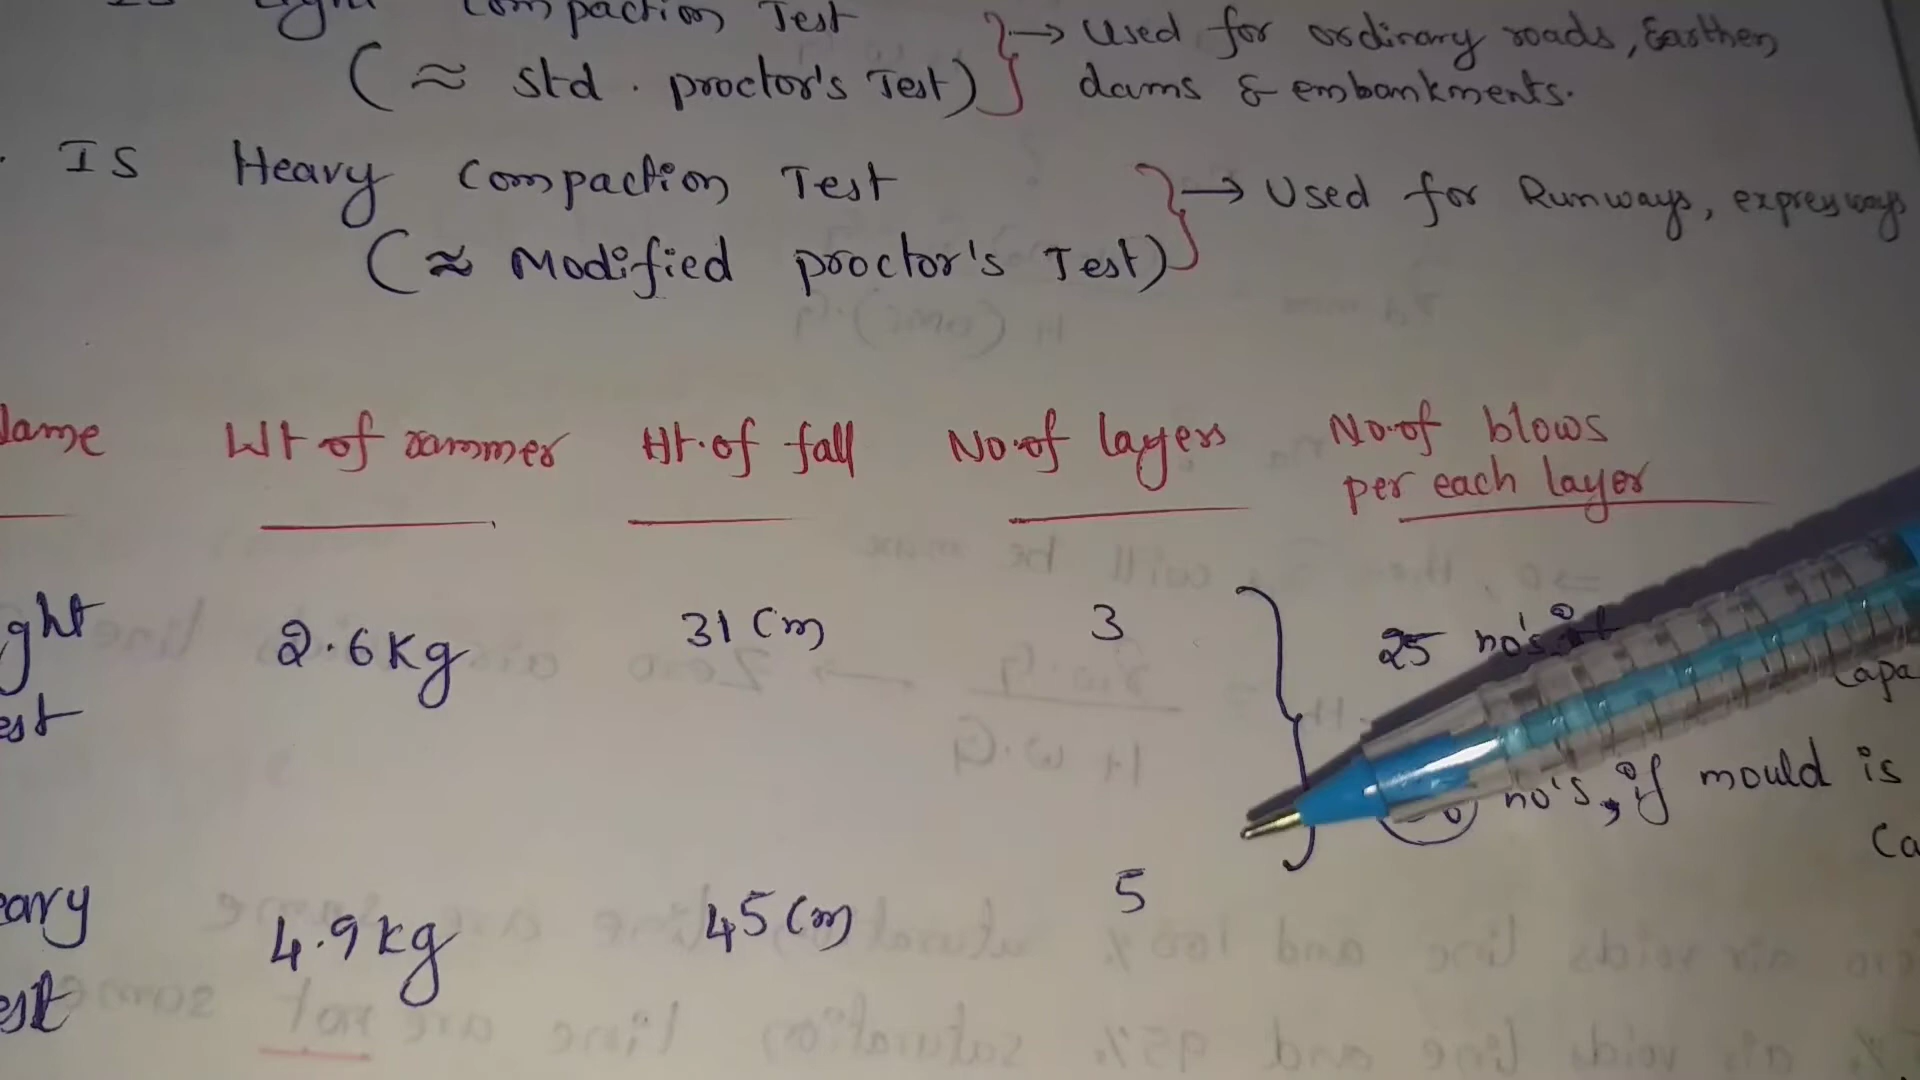 IS Light Compaction Test
(≈ std. proctor's Test) → Used for ordinary roads, Earthen dams & embankments.
IS Heavy Compaction Test
(≈ Modified proctor's Test) → Used for Runways, expressways
Wt of rammer Ht. of fall No. of layers No. of blows per each layer
2.6 Kg 31 Cm 3 25 no's
no's, if mould is
4.9 kg 45 Cm 5